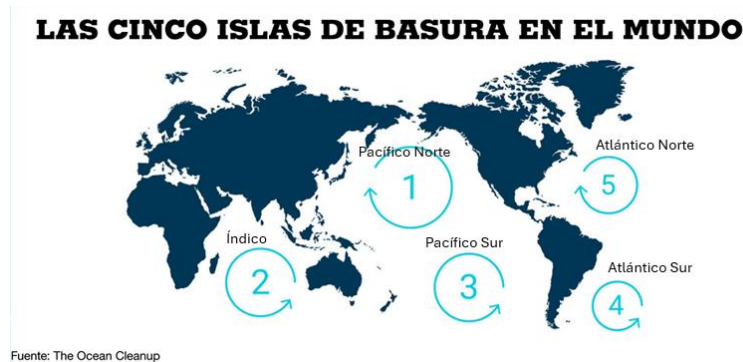 LAS CINCO ISLAS DE BASURA EN EL MUNDO
Pacífico Norte
1
Atlántico Norte
5
Índico
2
Pacífico Sur
3
Atlántico Sur
4
Fuente: The Ocean Cleanup